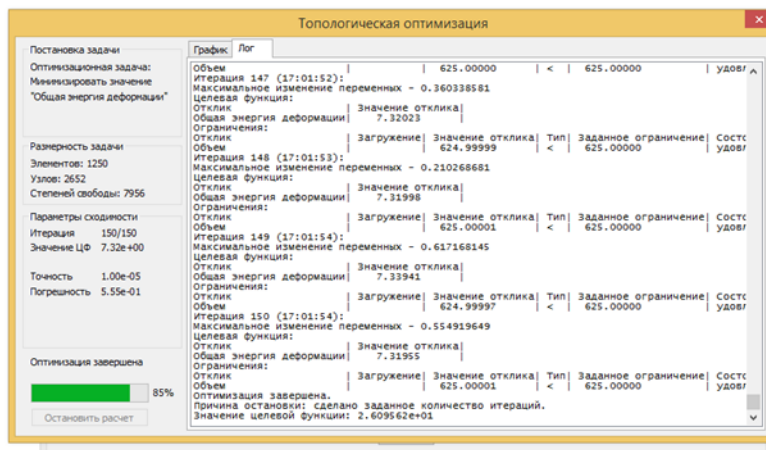 Топологическая оптимизация
Постановка задачи
Оптимизационная задача:
Минимизировать значение
"Общая энергия деформации"
Размерность задачи
Элементов: 1250
Узлов: 2652
Степеней свободы: 7956
Параметры сходимости
Итерация 150/150
Значение ЦФ 7.32e+00
Точность 1.00e-05
Погрешность 5.55e-01
Оптимизация завершена
85%
Остановить расчет
График Лог
Объем | | 625.00000 | < | 625.00000 | удовл
Итерация 147 (17:01:52):
Максимальное изменение переменных - 0.360338581
Целевая функция:
Отклик | Значение отклика|
Общая энергия деформации| 7.32023 |
Ограничения:
Отклик | Загружение| Значение отклика| Тип| Заданное ограничение| Состо
Объем | | 624.99999 | < | 625.00000 | удовл
Итерация 148 (17:01:53):
Максимальное изменение переменных - 0.210268681
Целевая функция:
Отклик | Значение отклика|
Общая энергия деформации| 7.31998 |
Ограничения:
Отклик | Загружение| Значение отклика| Тип| Заданное ограничение| Состо
Объем | | 625.00001 | < | 625.00000 | удовл
Итерация 149 (17:01:54):
Максимальное изменение переменных - 0.617168145
Целевая функция:
Отклик | Значение отклика|
Общая энергия деформации| 7.33941 |
Ограничения:
Отклик | Загружение| Значение отклика| Тип| Заданное ограничение| Состо
Объем | | 624.99997 | < | 625.00000 | удовл
Итерация 150 (17:01:54):
Максимальное изменение переменных - 0.554919649
Целевая функция:
Отклик | Значение отклика|
Общая энергия деформации| 7.31955 |
Ограничения:
Отклик | Загружение| Значение отклика| Тип| Заданное ограничение| Состо
Объем | | 625.00001 | < | 625.00000 | удовл
Оптимизация завершена.
Причина остановки: сделано заданное количество итераций.
Значение целевой функции: 2.609562e+01